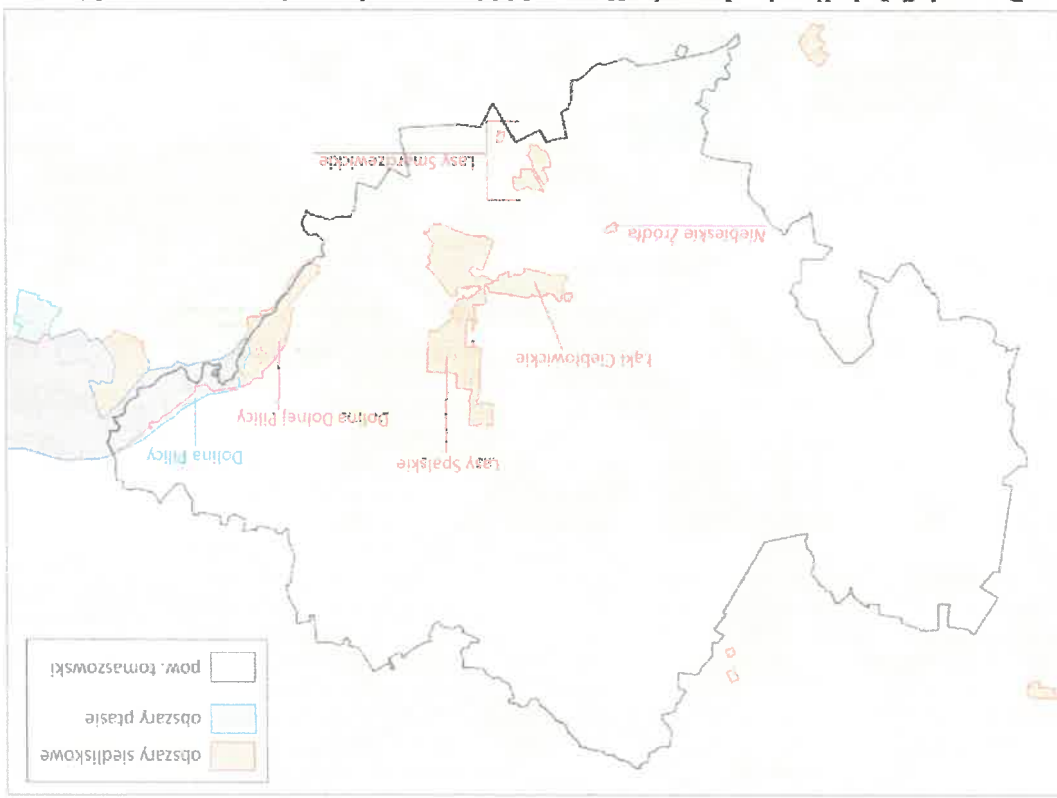 obszary siedliskowe
obszary ptasie
pow. tomaszowski
Lasy Spalskie
Dolina Pilicy
Dolina Dolnej Pilicy
Łąki Ciebłowickie
Niebieskie Źródła
Lasy Smardzewickie